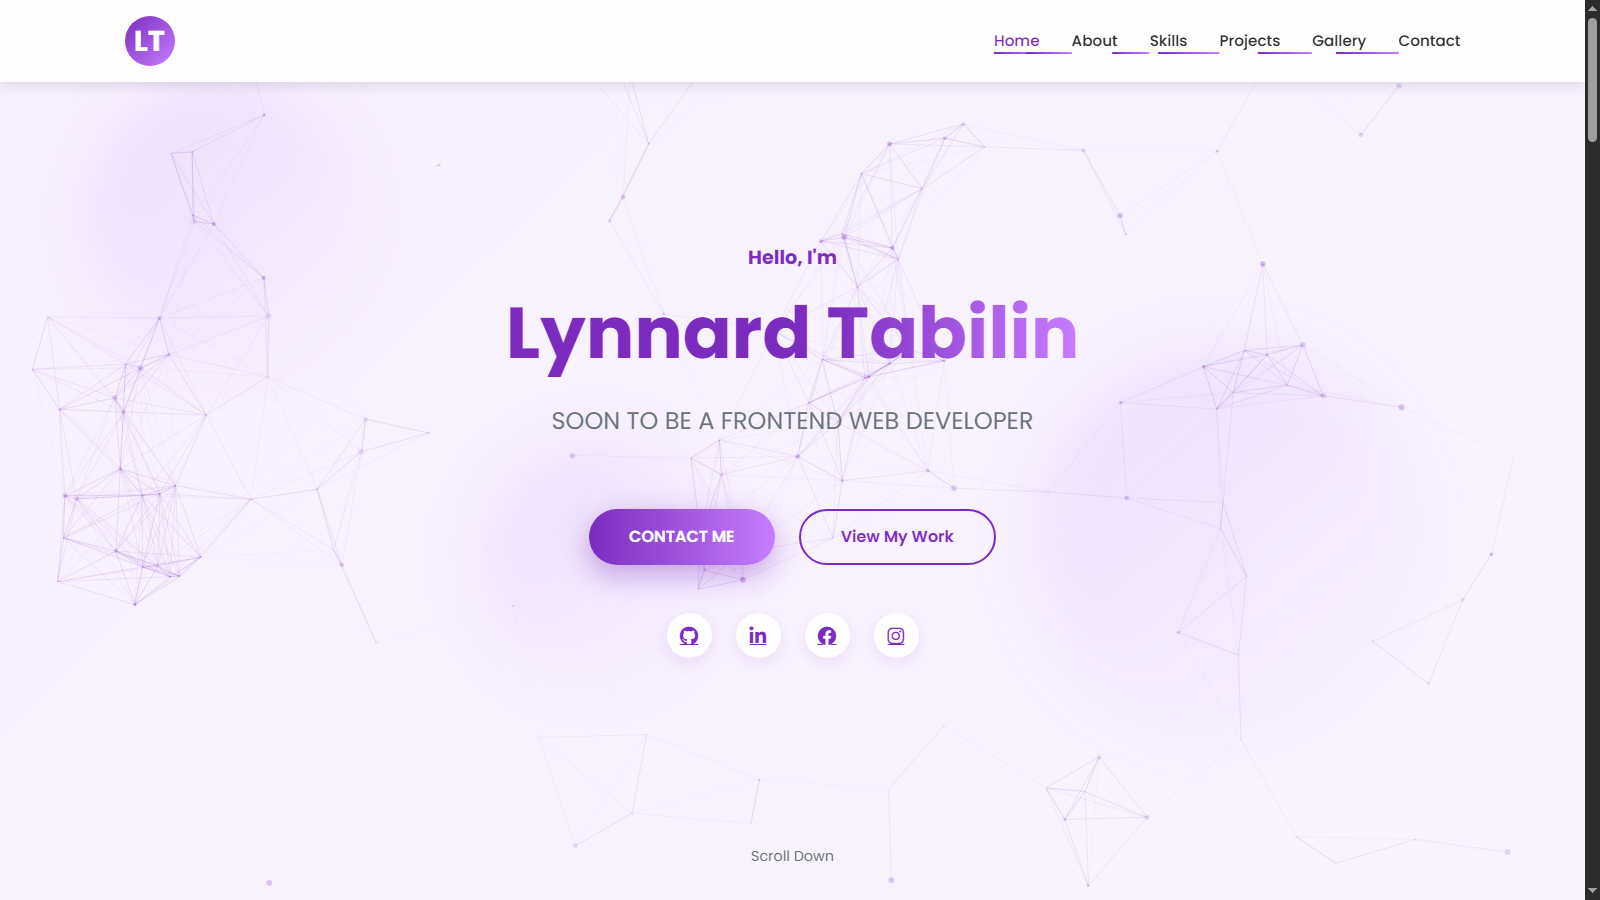 LT
Home About Skills Projects Gallery Contact
Hello, I'm
Lynnard Tabilin
SOON TO BE A FRONTEND WEB DEVELOPER
CONTACT ME
View My Work
Scroll Down